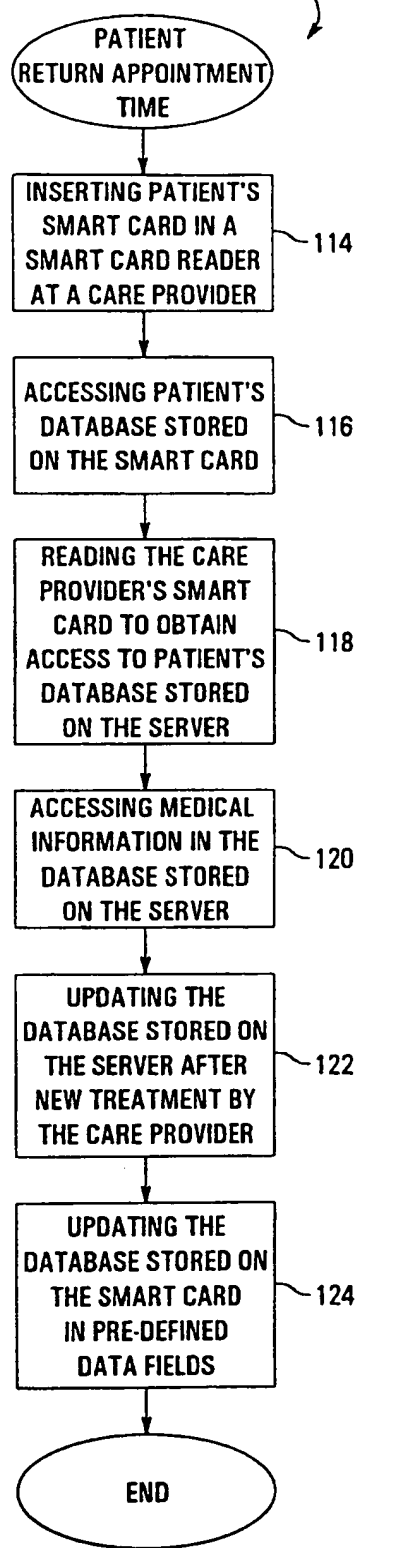 PATIENT
RETURN APPOINTMENT
TIME
INSERTING PATIENT'S
SMART CARD IN A
SMART CARD READER
AT A CARE PROVIDER
114
ACCESSING PATIENT'S
DATABASE STORED
ON THE SMART CARD
116
READING THE CARE
PROVIDER'S SMART
CARD TO OBTAIN
ACCESS TO PATIENT'S
DATABASE STORED
ON THE SERVER
118
ACCESSING MEDICAL
INFORMATION IN THE
DATABASE STORED
ON THE SERVER
120
UPDATING THE
DATABASE STORED ON
THE SERVER AFTER
NEW TREATMENT BY
THE CARE PROVIDER
122
UPDATING THE
DATABASE STORED ON
THE SMART CARD
IN PRE-DEFINED
DATA FIELDS
124
END